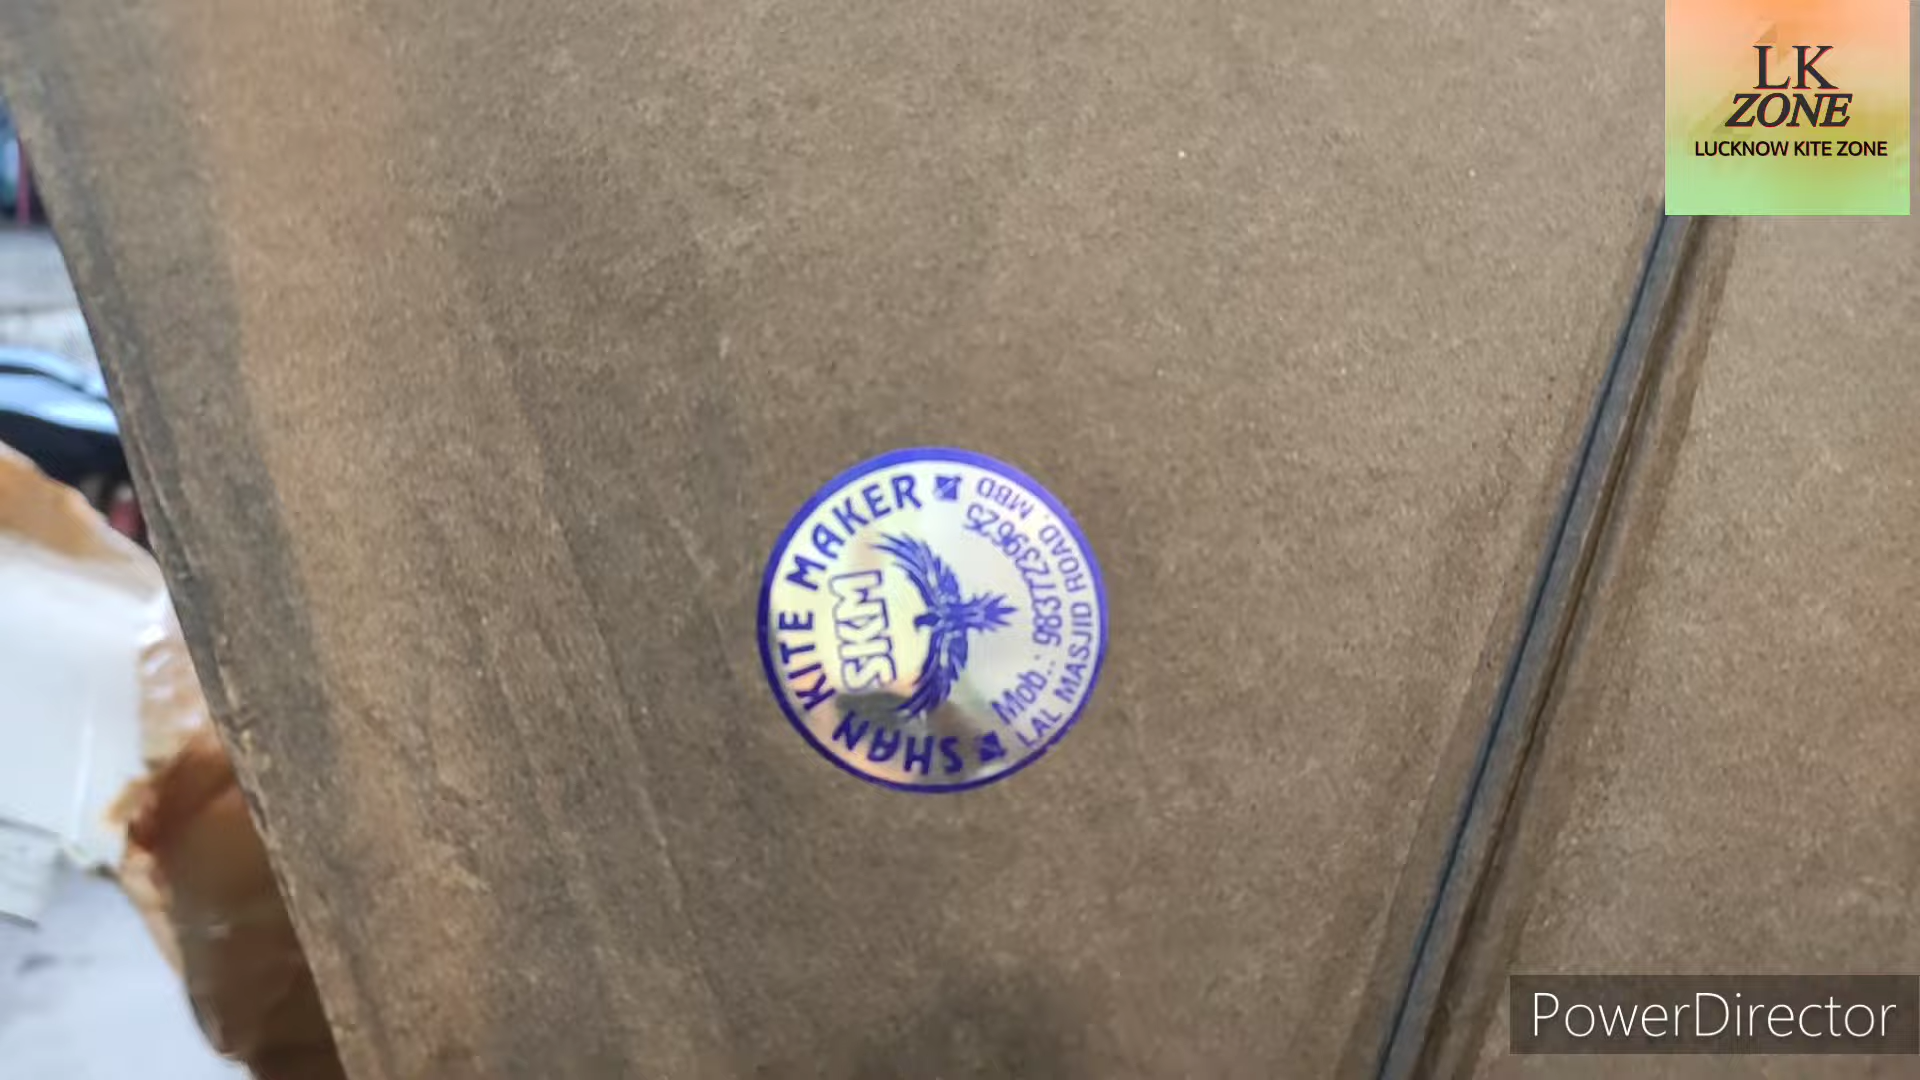 LK
ZONE
LUCKNOW KITE ZONE
SHAN KITE MAKER
SKM
Mob.: 9837239625
LAL MASJID ROAD, MBD
PowerDirector